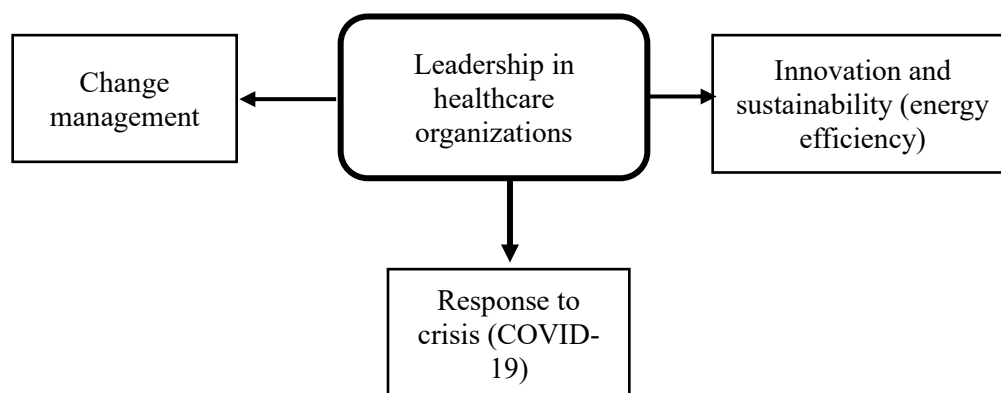 Change
management
Leadership in
healthcare
organizations
Innovation and
sustainability (energy
efficiency)
Response to
crisis (COVID-
19)